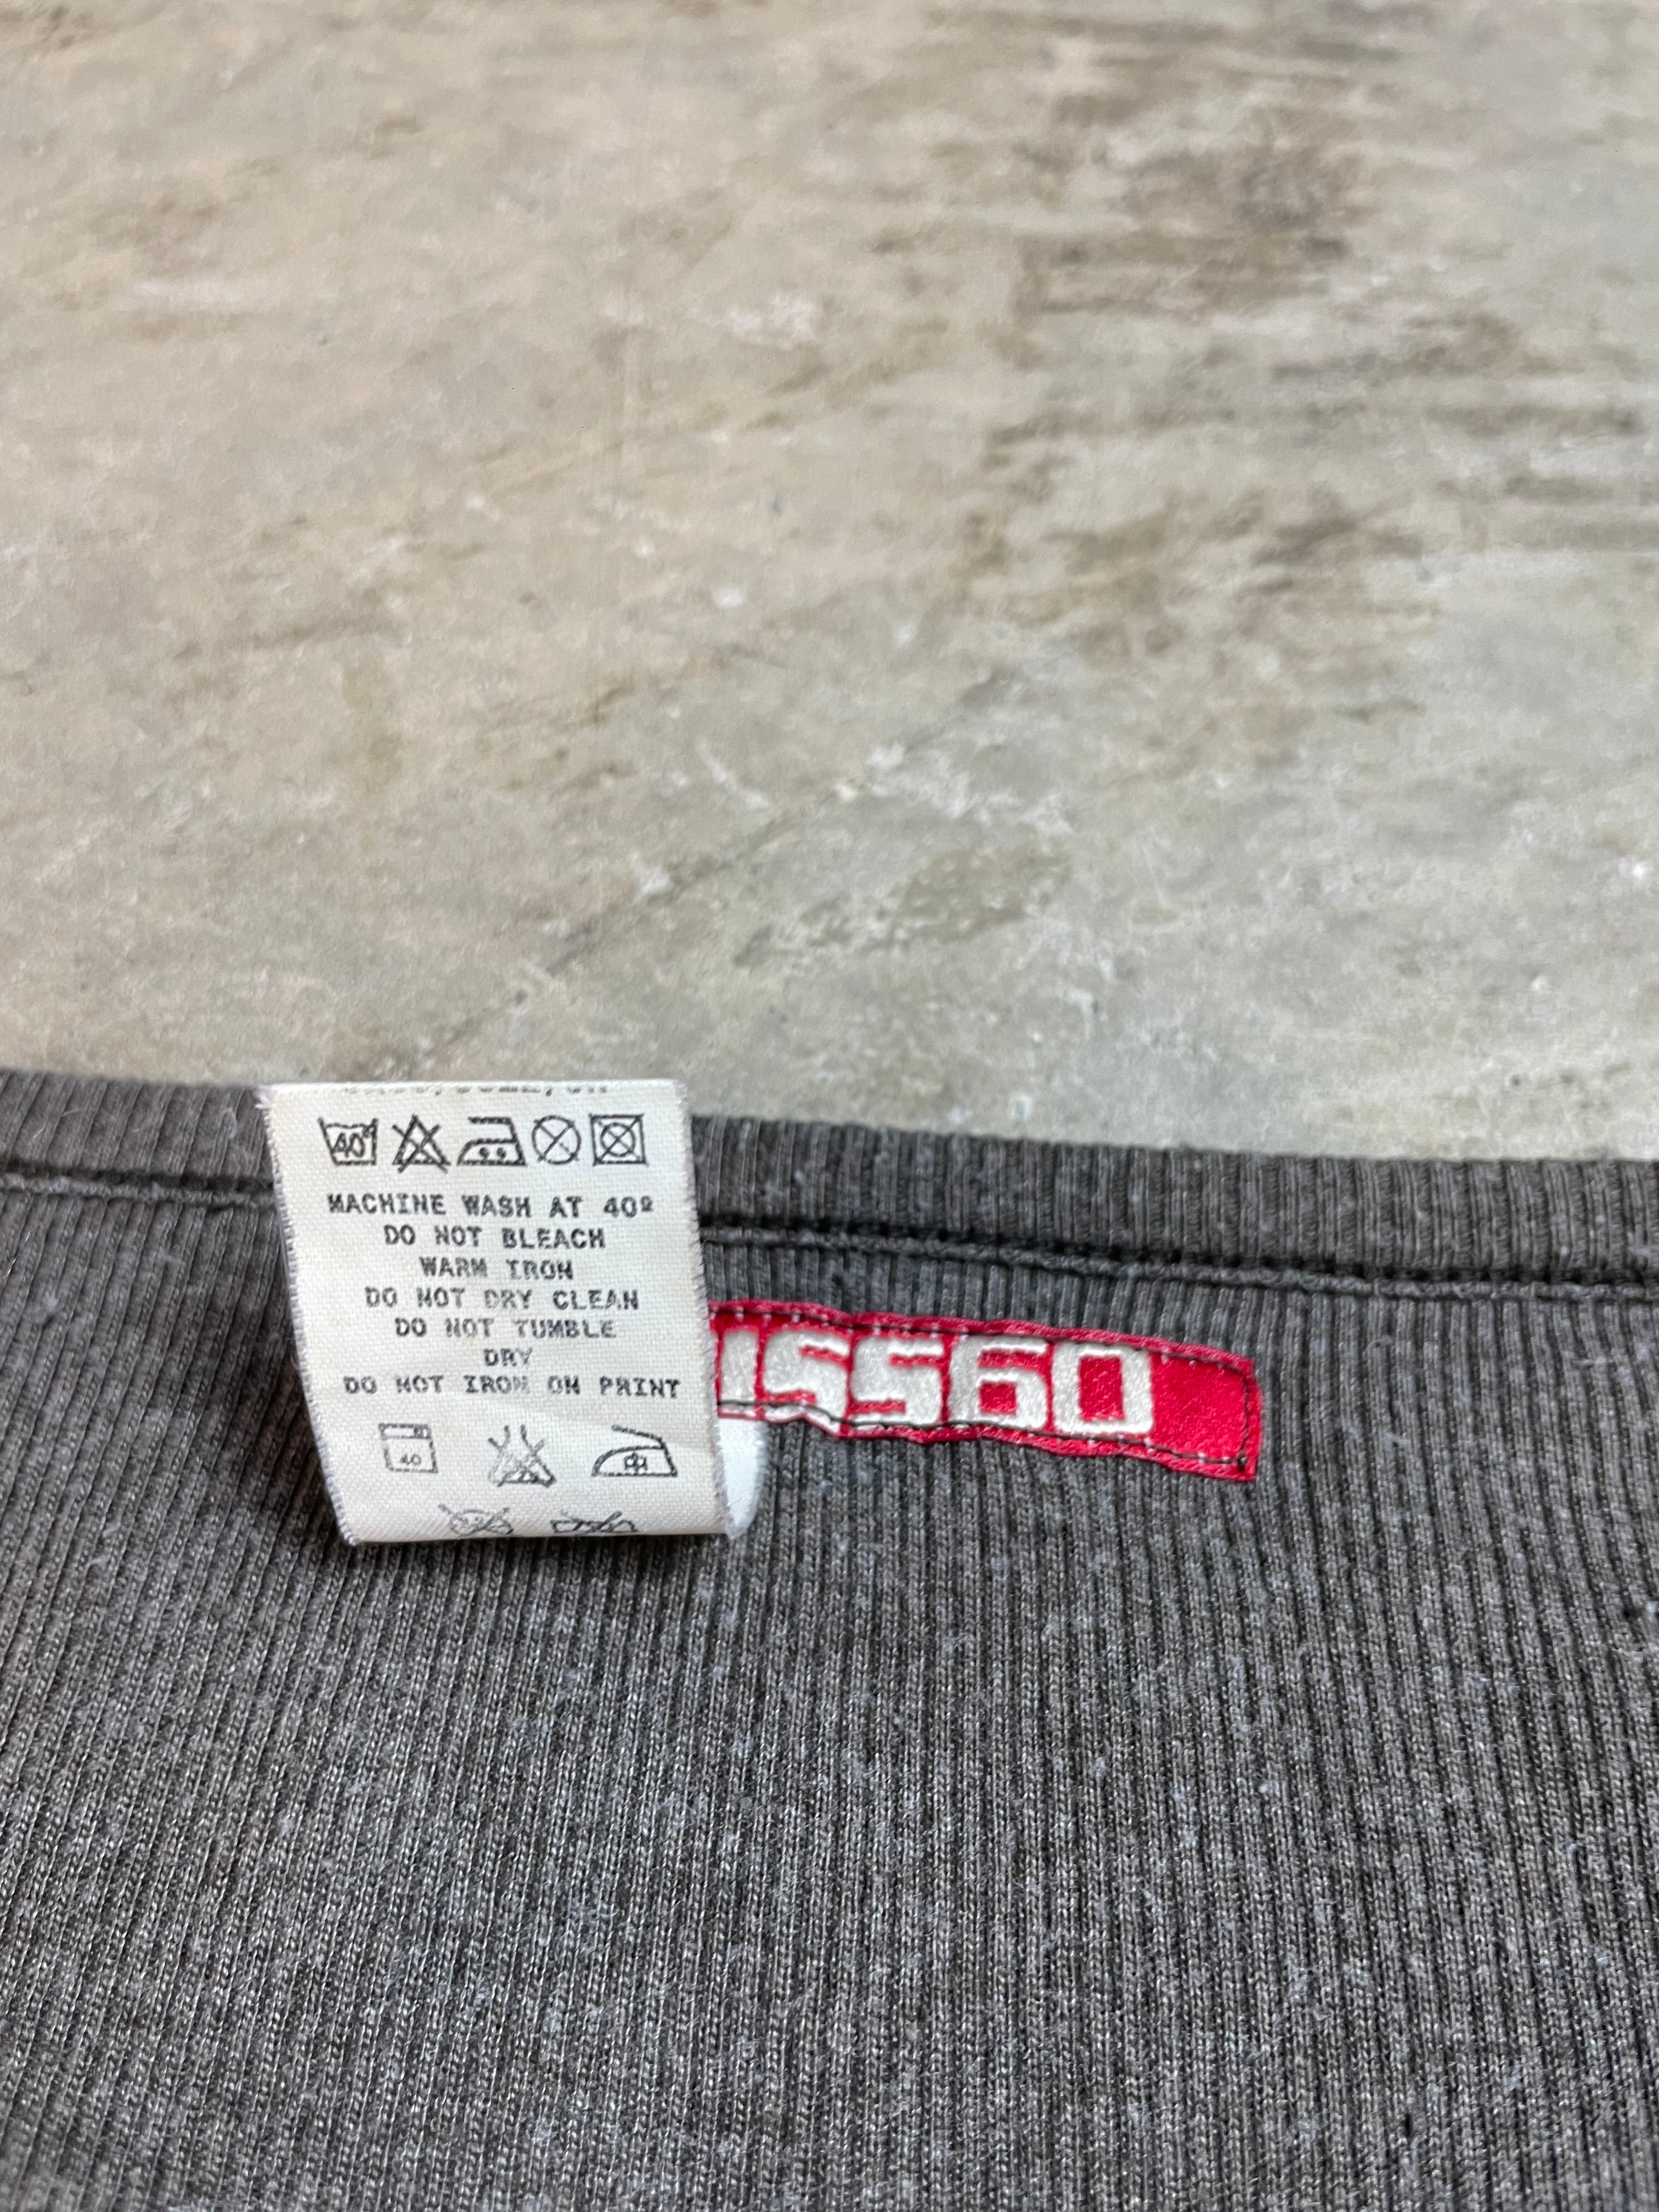 40
MACHINE WASH AT 40º
DO NOT BLEACH
WARM IRON
DO NOT DRY CLEAN
DO NOT TUMBLE
DRY
DO NOT IRON ON PRINT
40
ISS60